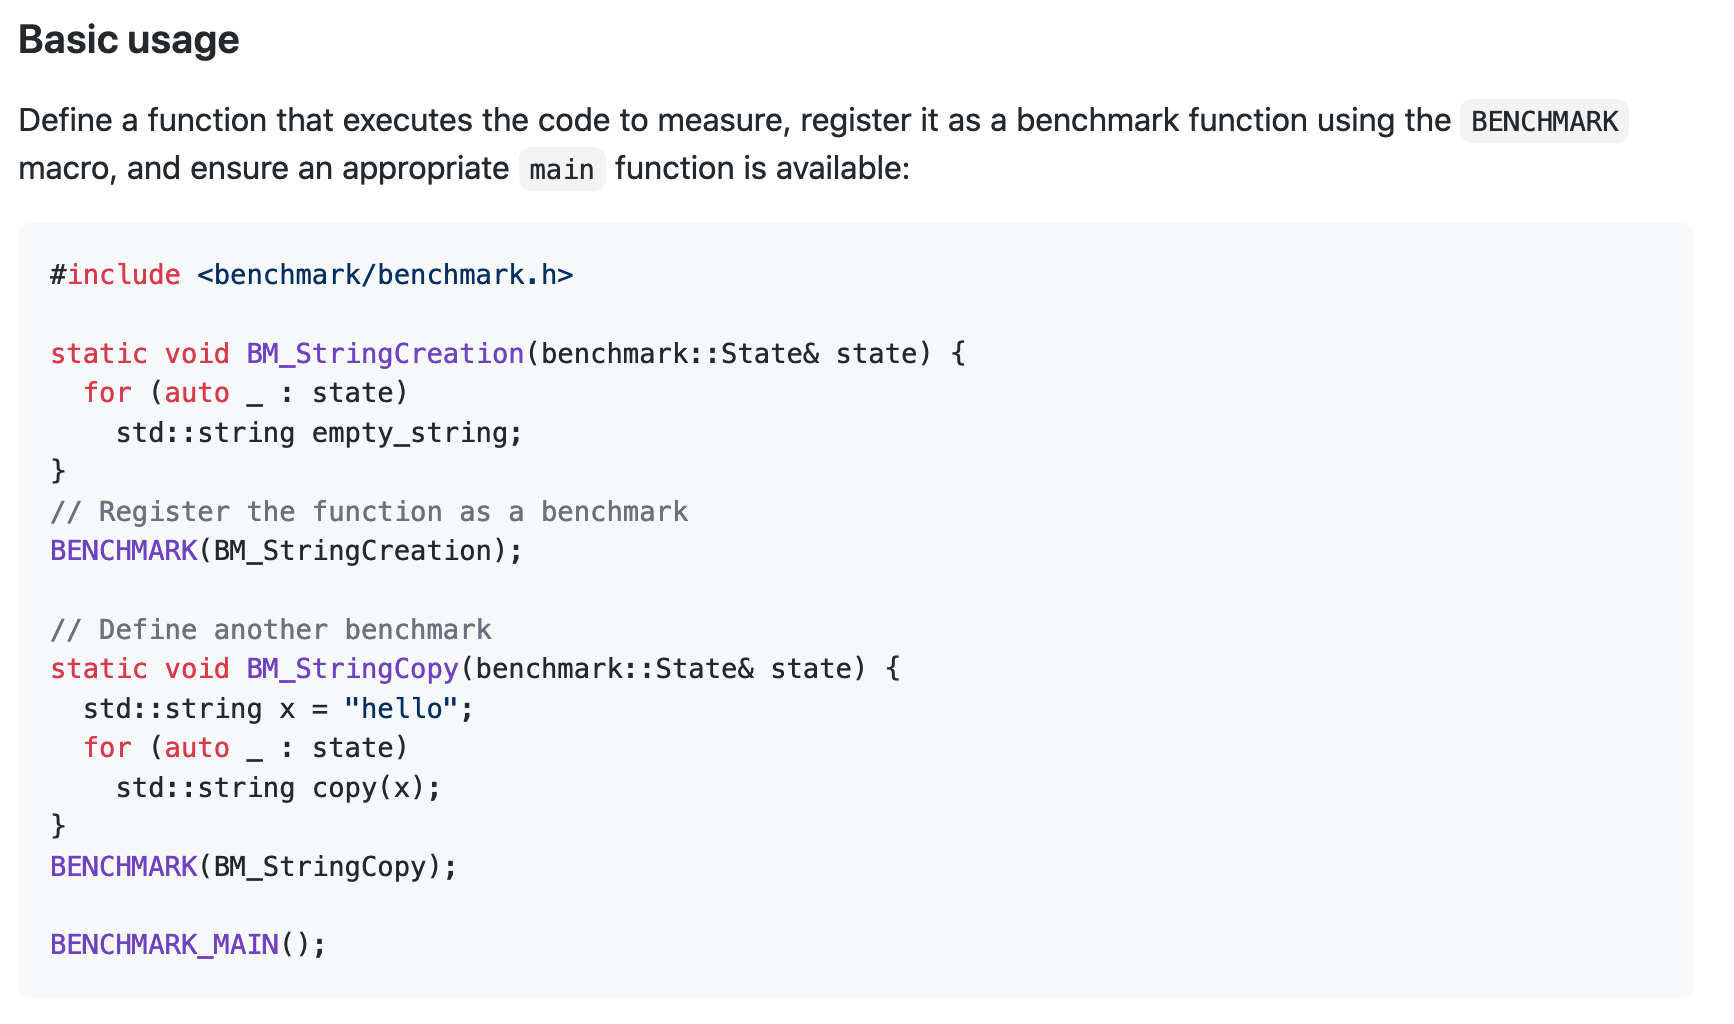 Basic usage
Define a function that executes the code to measure, register it as a benchmark function using the BENCHMARK
macro, and ensure an appropriate main function is available:
#include <benchmark/benchmark.h>
static void BM_StringCreation(benchmark::State& state) {
  for (auto _ : state)
    std::string empty_string;
}
// Register the function as a benchmark
BENCHMARK(BM_StringCreation);
// Define another benchmark
static void BM_StringCopy(benchmark::State& state) {
  std::string x = "hello";
  for (auto _ : state)
    std::string copy(x);
}
BENCHMARK(BM_StringCopy);
BENCHMARK_MAIN();